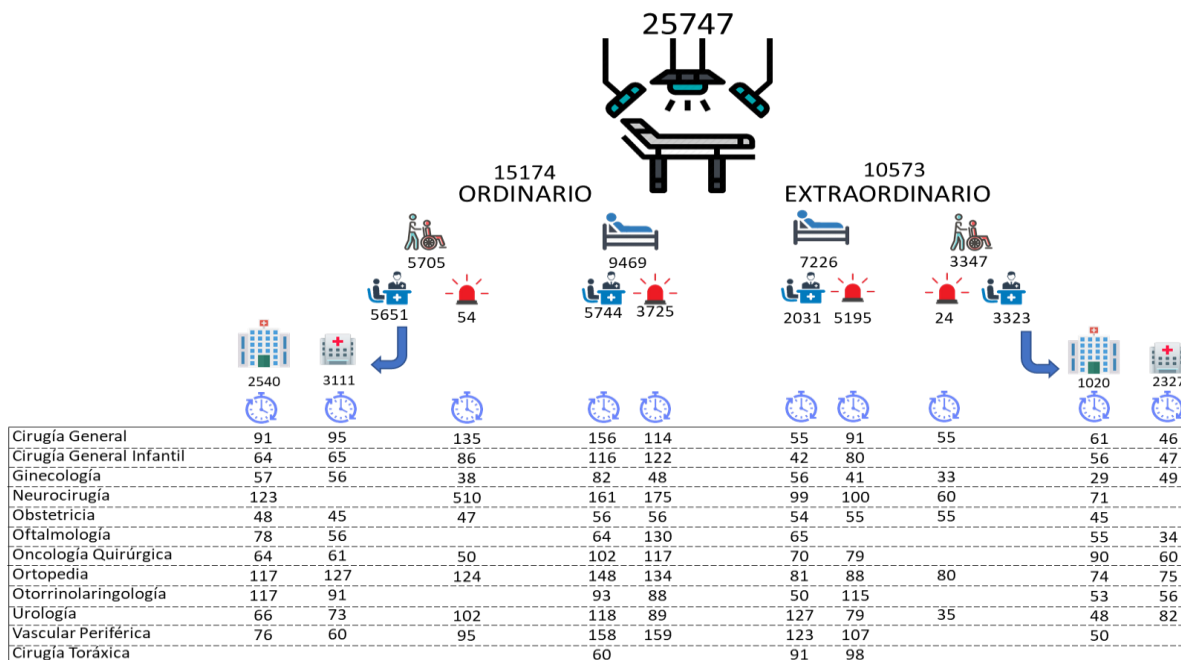 25747
15174
ORDINARIO
10573
EXTRAORDINARIO
5705
9469
7226
3347
5651
54
5744
3725
2031
5195
24
3323
2540
3111
1020
2327
Cirugía General 91 95 135 156 114 55 91 55 61 46
Cirugía General Infantil 64 65 86 116 122 42 80 56 47
Ginecología 57 56 38 82 48 56 41 33 29 49
Neurocirugía 123 510 161 175 99 100 60 71
Obstetricia 48 45 47 56 56 54 55 55 45
Oftalmología 78 56 64 130 65 55 34
Oncología Quirúrgica 64 61 50 102 117 70 79 90 60
Ortopedia 117 127 124 148 134 81 88 80 74 75
Otorrinolaringología 117 91 93 88 50 115 53 56
Urología 66 73 102 118 89 127 79 35 48 82
Vascular Periférica 76 60 95 158 159 123 107 50
Cirugía Toráxica 60 91 98